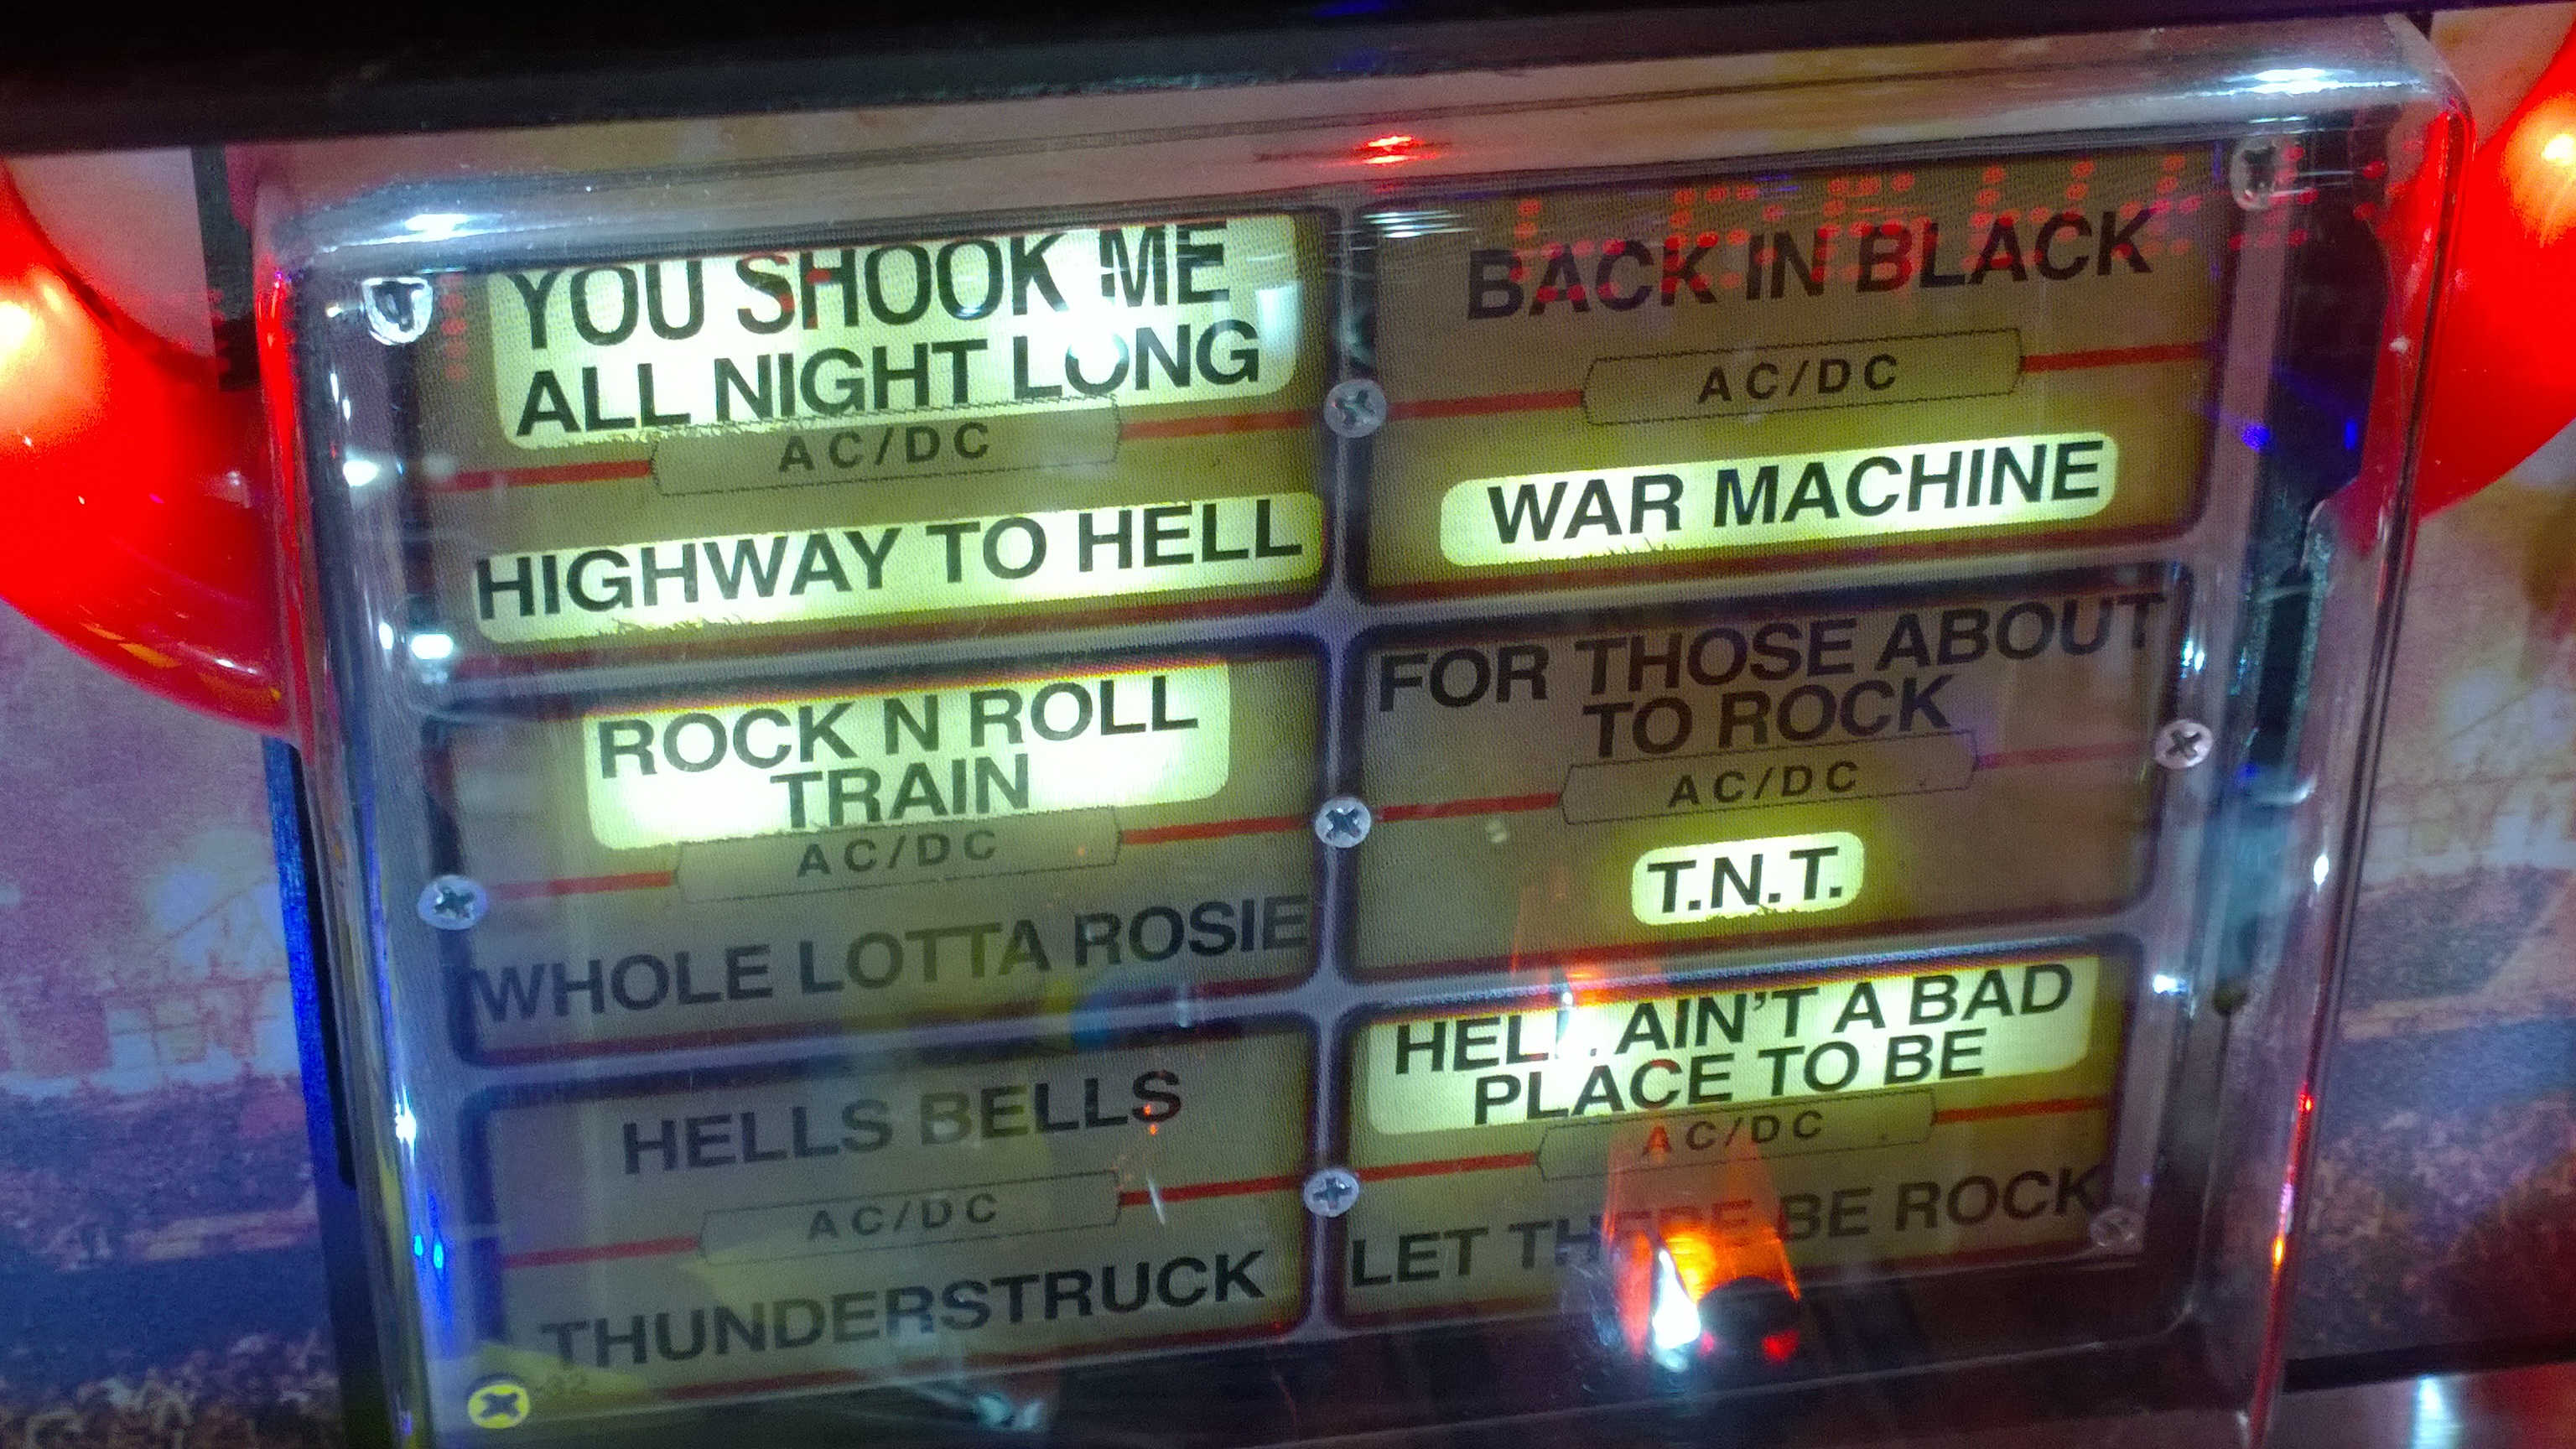 YOU SHOOK ME
ALL NIGHT LONG
AC/DC
HIGHWAY TO HELL
BACK IN BLACK
AC/DC
WAR MACHINE
ROCK N ROLL
TRAIN
AC/DC
WHOLE LOTTA ROSIE
FOR THOSE ABOUT
TO ROCK
AC/DC
T.N.T.
HELLS BELLS
AC/DC
THUNDERSTRUCK
HELL AIN'T A BAD
PLACE TO BE
AC/DC
LET THERE BE ROCK